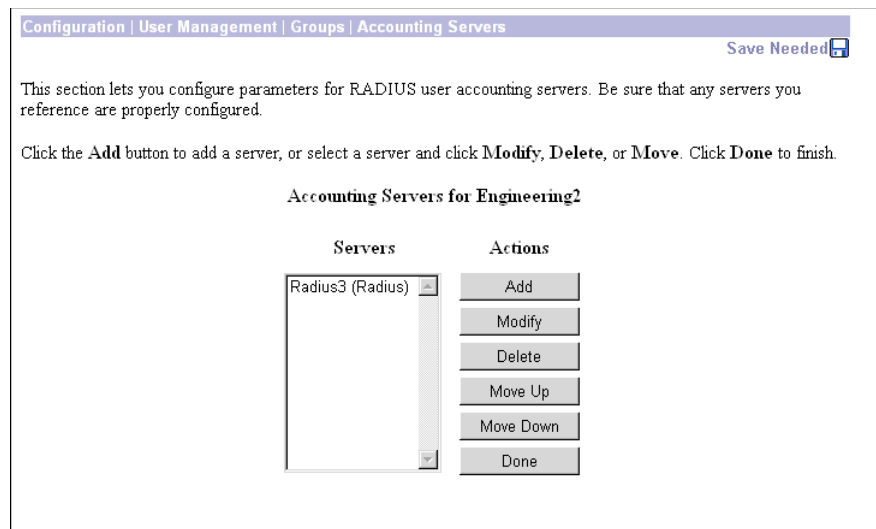 Configuration | User Management | Groups | Accounting Servers
Save Needed
This section lets you configure parameters for RADIUS user accounting servers. Be sure that any servers you
reference are properly configured.
Click the Add button to add a server, or select a server and click Modify, Delete, or Move. Click Done to finish.
Accounting Servers for Engineering2
Servers
Actions
Radius3 (Radius)
Add
Modify
Delete
Move Up
Move Down
Done